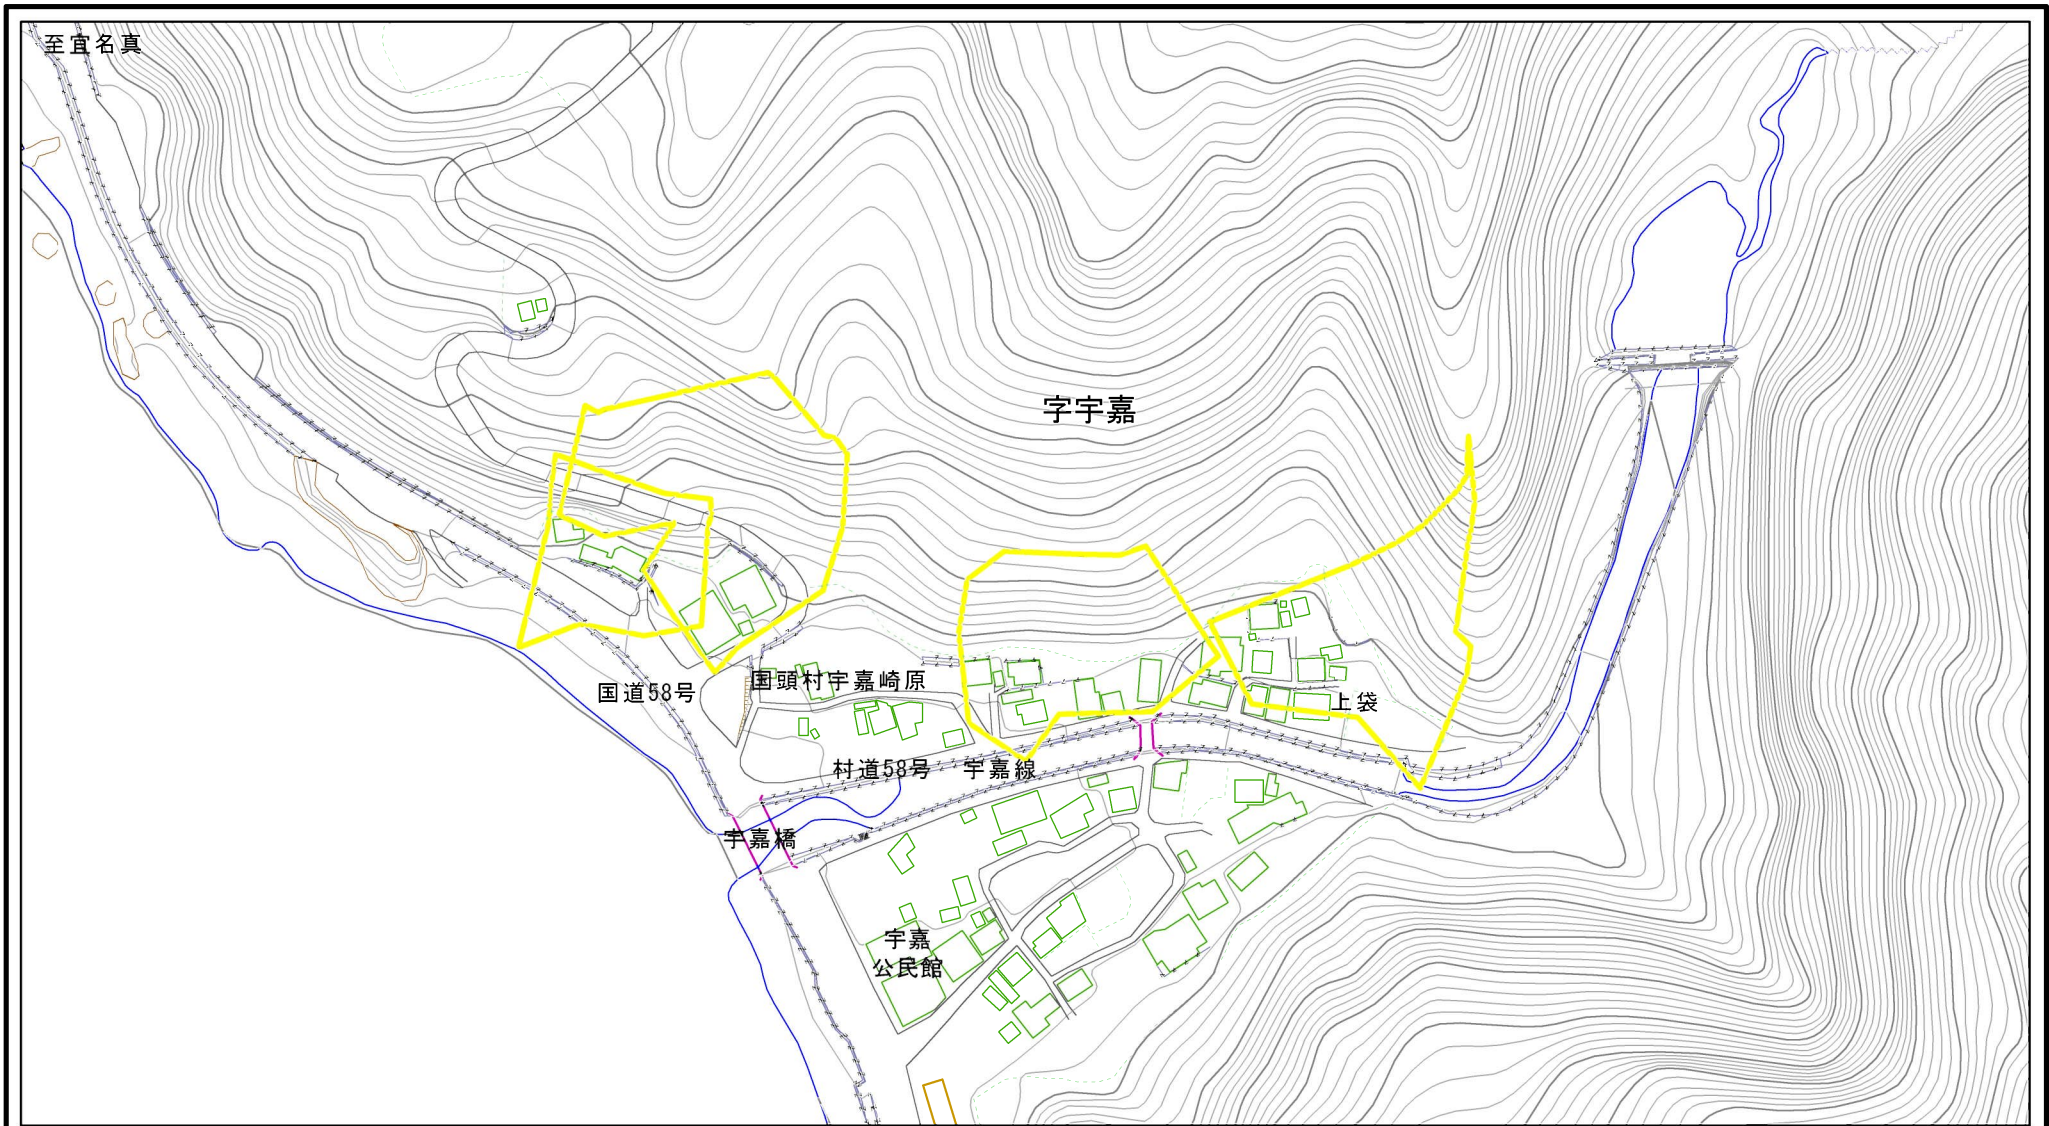 至宜名真
字宇嘉
国頭村宇嘉崎原
国道58号
上袋
村道58号 宇嘉線
宇嘉橋
宇嘉
公民館